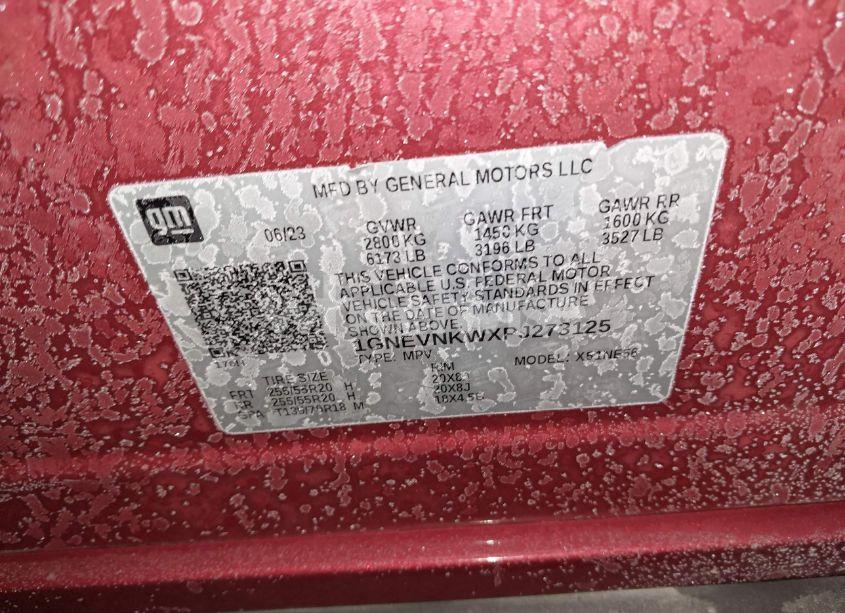 MFD BY GENERAL MOTORS LLC
gm
06/23 GVWR GAWR FRT GAWR RR
2800 KG 1450 KG 1600 KG
6173 LB 3196 LB 3527 LB
THIS VEHICLE CONFORMS TO ALL
APPLICABLE U.S. FEDERAL MOTOR
VEHICLE SAFETY STANDARDS IN EFFECT
ON THE DATE OF MANUFACTURE
SHOWN ABOVE.
1GNEVNKWXPJ273125
TYPE: MPV MODEL:
TIRE SIZE RIM
FRT 255/55R20 H 20X8J
RR 255/55R20 H 20X8J
SPA T135/70R18 M